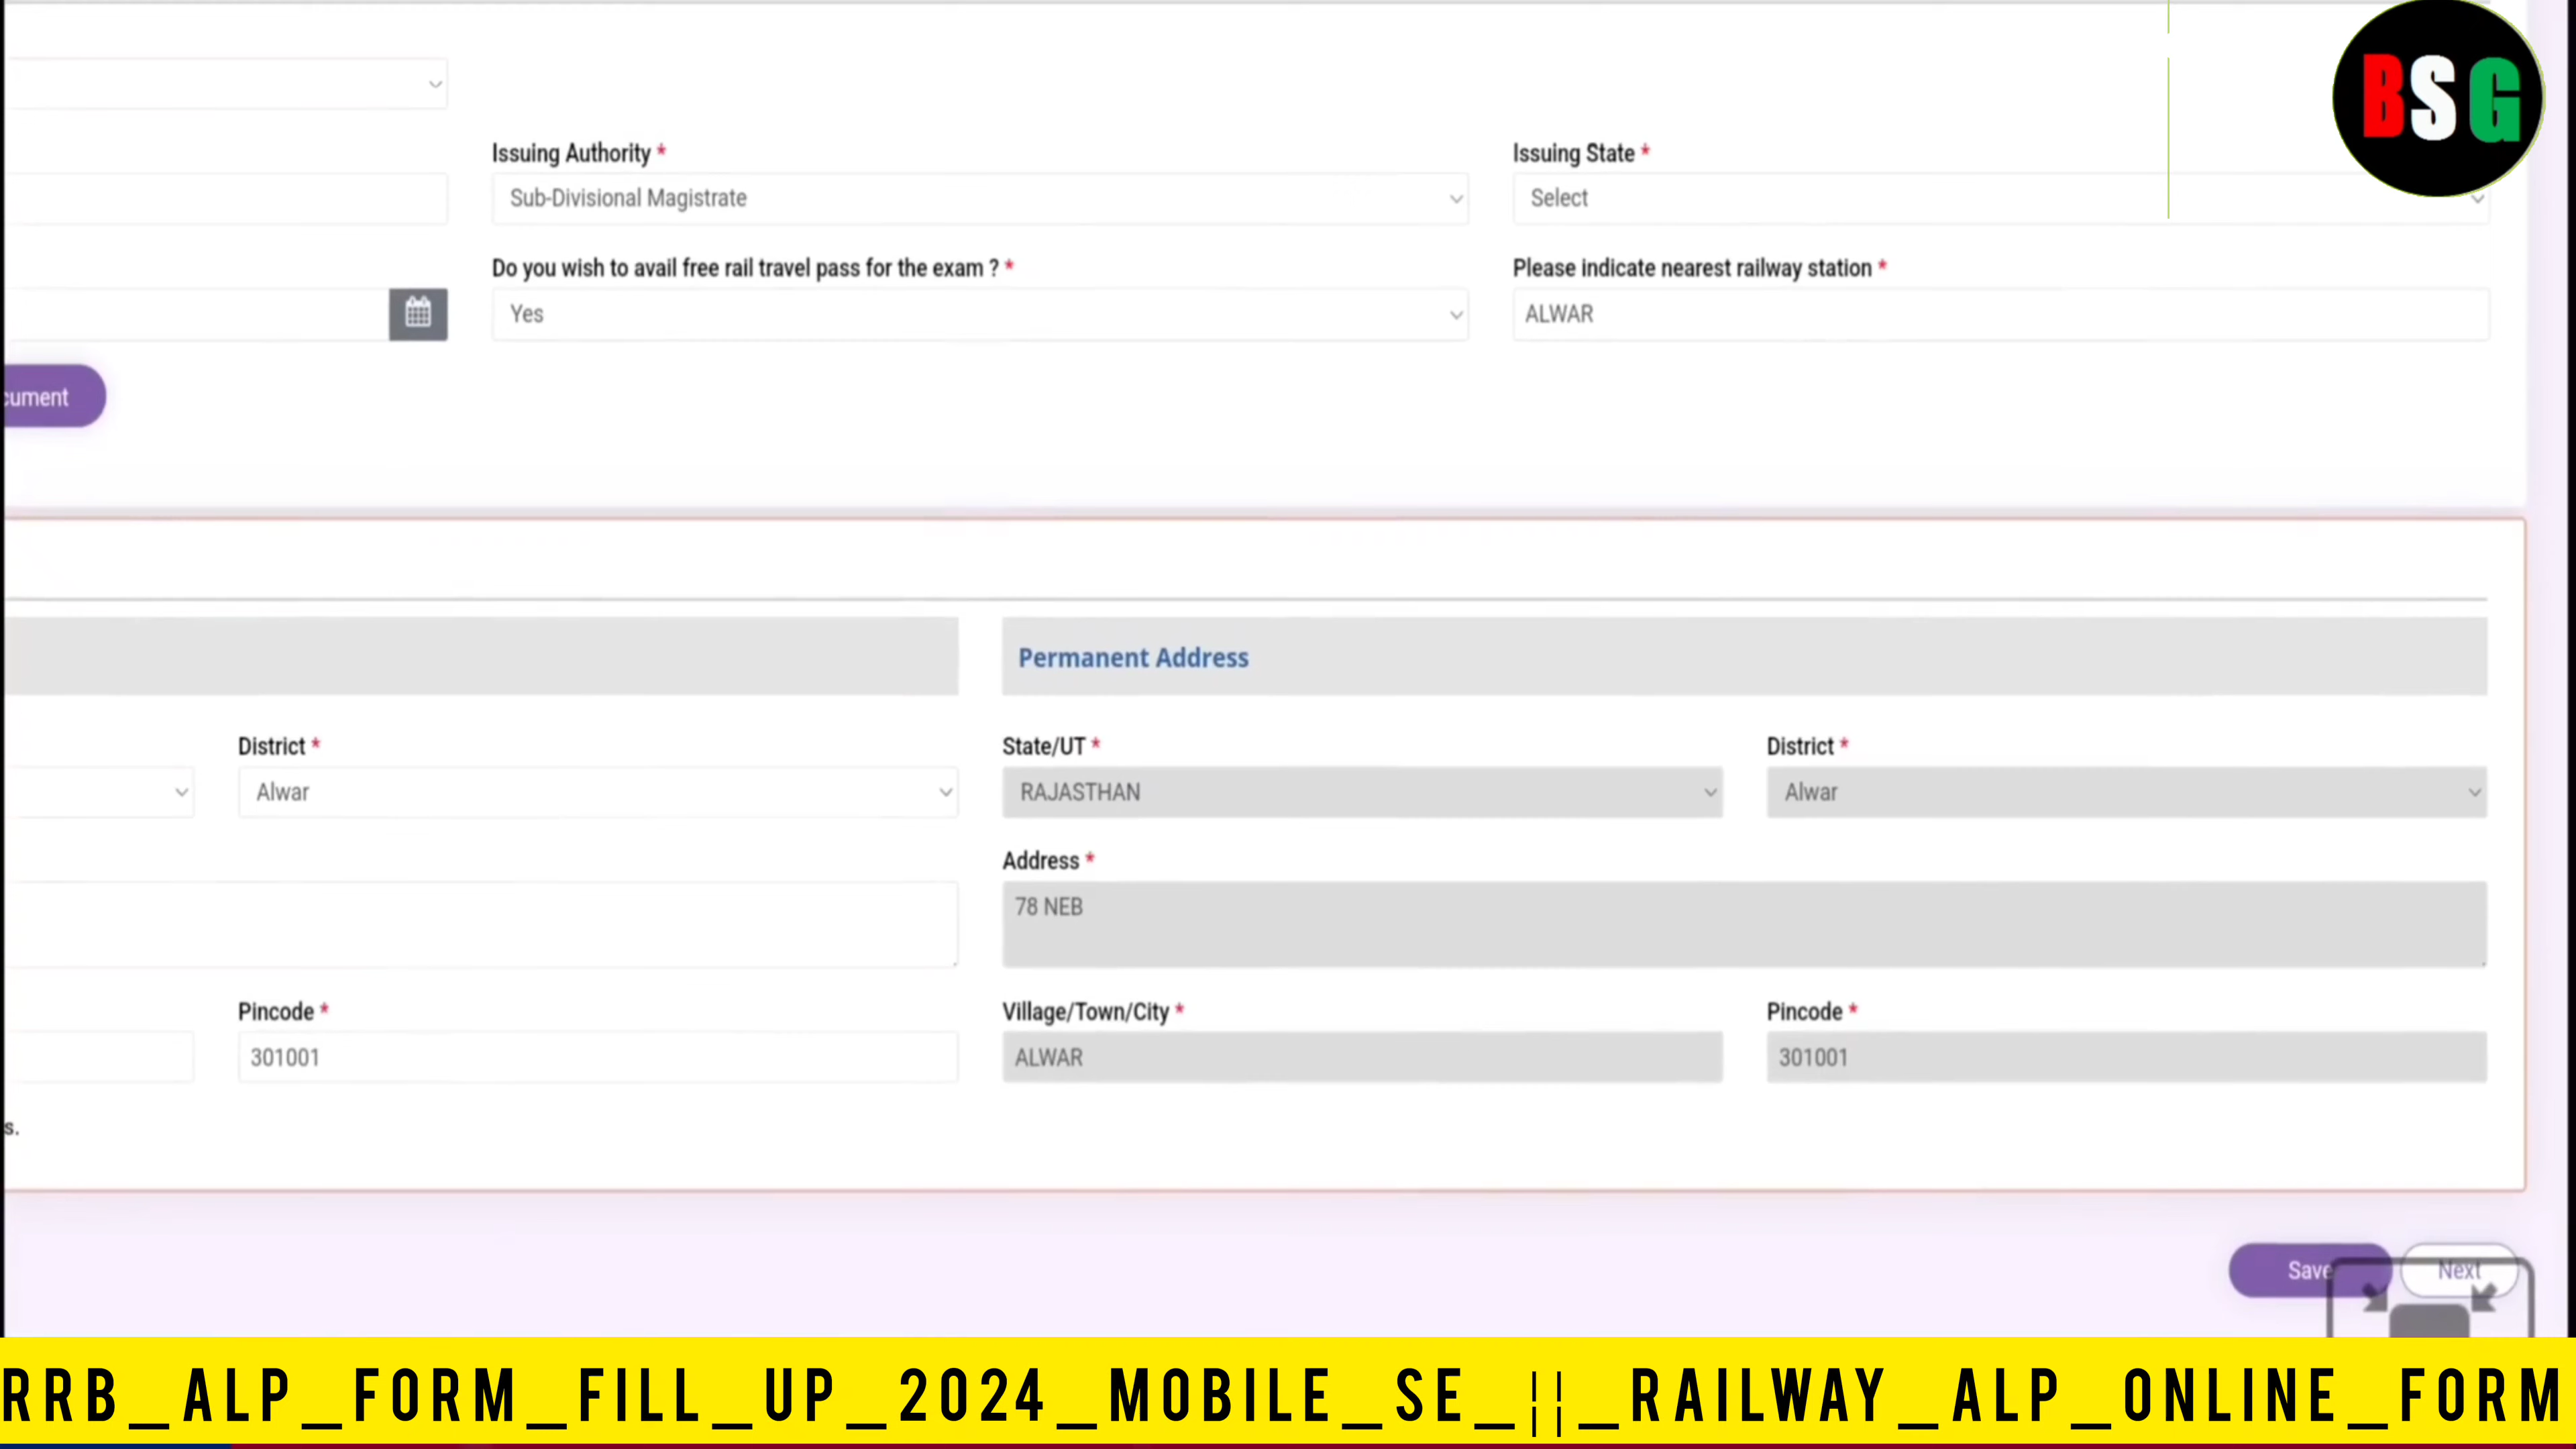 BSG
Issuing Authority *
Issuing State *
Sub-Divisional Magistrate
Select
Do you wish to avail free rail travel pass for the exam ? *
Please indicate nearest railway station *
Yes
ALWAR
cument
Permanent Address
District *
State/UT *
District *
Alwar
RAJASTHAN
Alwar
Address *
78 NEB
Pincode *
Village/Town/City *
Pincode *
301001
ALWAR
301001
s.
Save
Next
RRB_ALP_FORM_FILL_UP_2024_MOBILE_SE_¦¦_RAILWAY_ALP_ONLINE_FORM